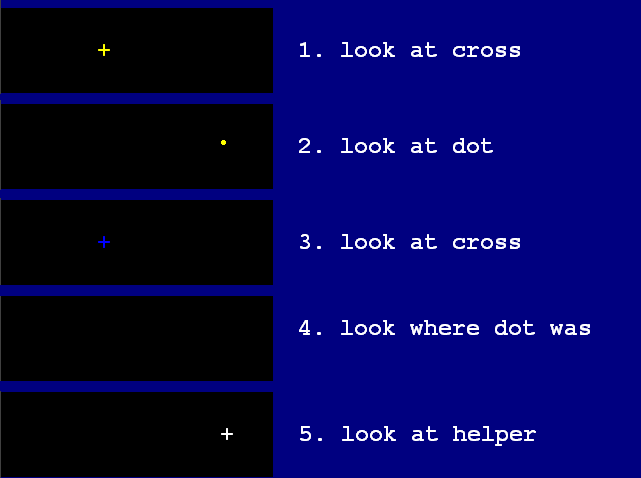 1. look at cross
2. look at dot
3. look at cross
4. look where dot was
5. look at helper